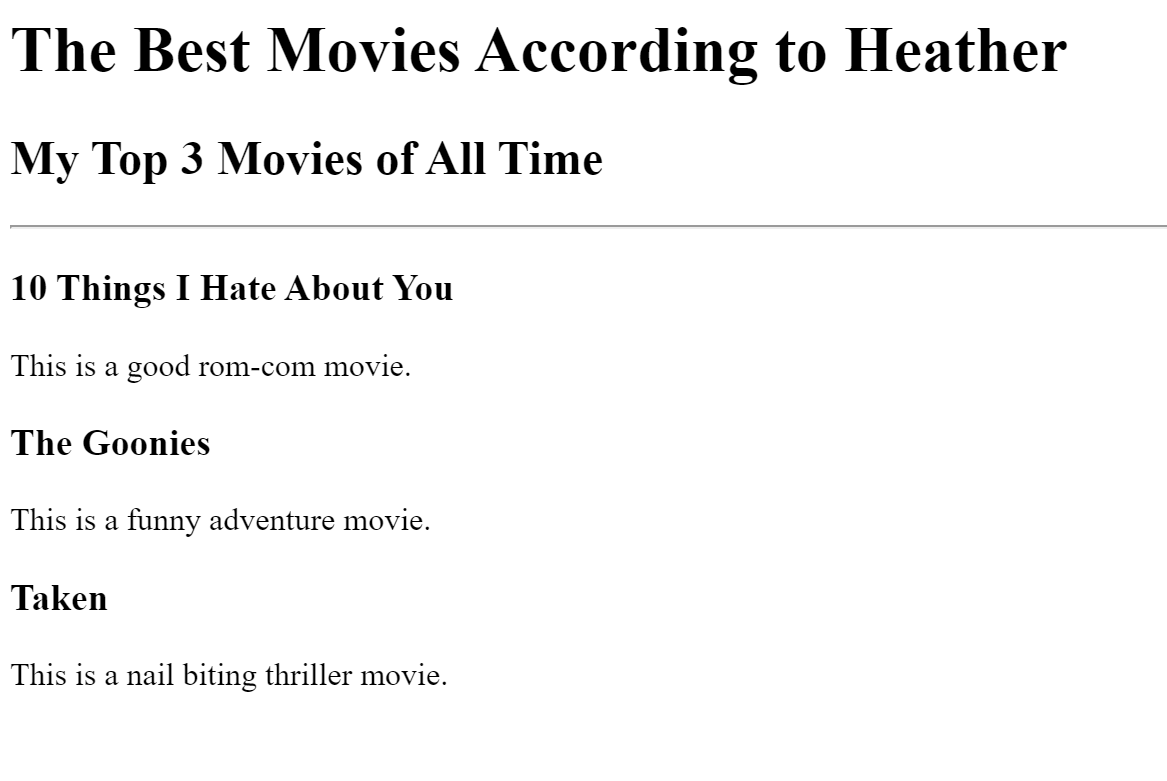 The Best Movies According to Heather
My Top 3 Movies of All Time
10 Things I Hate About You
This is a good rom-com movie.
The Goonies
This is a funny adventure movie.
Taken
This is a nail biting thriller movie.